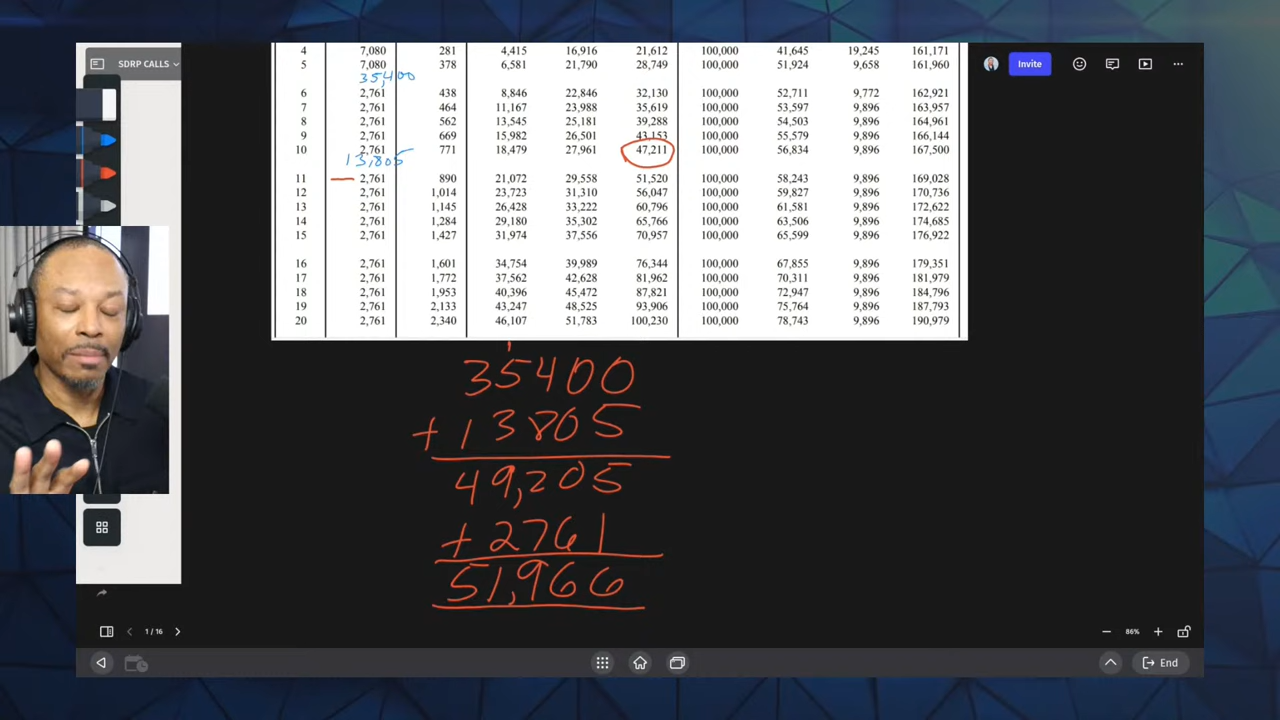 SDRP CALLS
Invite
4 7,080 281 4,415 16,916 21,612 100,000 41,645 19,245 161,171
5 7,080 378 6,581 21,790 28,749 100,000 51,924 9,658 161,960
35,400
6 2,761 438 8,846 22,846 32,130 100,000 52,711 9,772 162,921
7 2,761 464 11,167 23,988 35,619 100,000 53,597 9,896 163,957
8 2,761 562 13,545 25,181 39,288 100,000 54,503 9,896 164,961
9 2,761 669 15,982 26,501 43,153 100,000 55,579 9,896 166,144
10 2,761 771 18,479 27,961 47,211 100,000 56,834 9,896 167,500
13,805
11 2,761 890 21,072 29,558 51,520 100,000 58,243 9,896 169,028
12 2,761 1,014 23,723 31,310 56,047 100,000 59,827 9,896 170,736
13 2,761 1,145 26,428 33,222 60,796 100,000 61,581 9,896 172,622
14 2,761 1,284 29,180 35,302 65,766 100,000 63,506 9,896 174,685
15 2,761 1,427 31,974 37,556 70,957 100,000 65,599 9,896 176,922
16 2,761 1,601 34,754 39,989 76,344 100,000 67,855 9,896 179,351
17 2,761 1,772 37,562 42,628 81,962 100,000 70,311 9,896 181,979
18 2,761 1,953 40,396 45,472 87,821 100,000 72,947 9,896 184,796
19 2,761 2,133 43,247 48,525 93,906 100,000 75,764 9,896 187,793
20 2,761 2,340 46,107 51,783 100,230 100,000 78,743 9,896 190,979
1
35400
+13805
49,205
+2761
51,966
1 / 16
86%
End